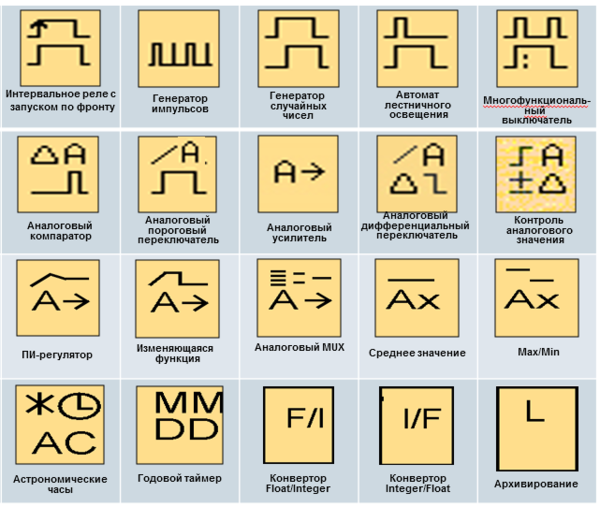 Интервальное реле с
запуском по фронту
Генератор
импульсов
Генератор
случайных
чисел
Автомат
лестничного
освещения
Многофункциональ-
ный
выключатель
A
A
A
A
A
Аналоговый
компаратор
Аналоговый
пороговый
переключатель
Аналоговый
усилитель
Аналоговый
дифференциальный
переключатель
Контроль
аналогового
значения
A
A
A
Ax
Ax
ПИ-регулятор
Изменяющаяся
функция
Аналоговый MUX
Среднее значение
Max/Min
AC
MM
DD
F/I
I/F
L
Астрономические
часы
Годовой таймер
Конвертор
Float/Integer
Конвертор
Integer/Float
Архивирование